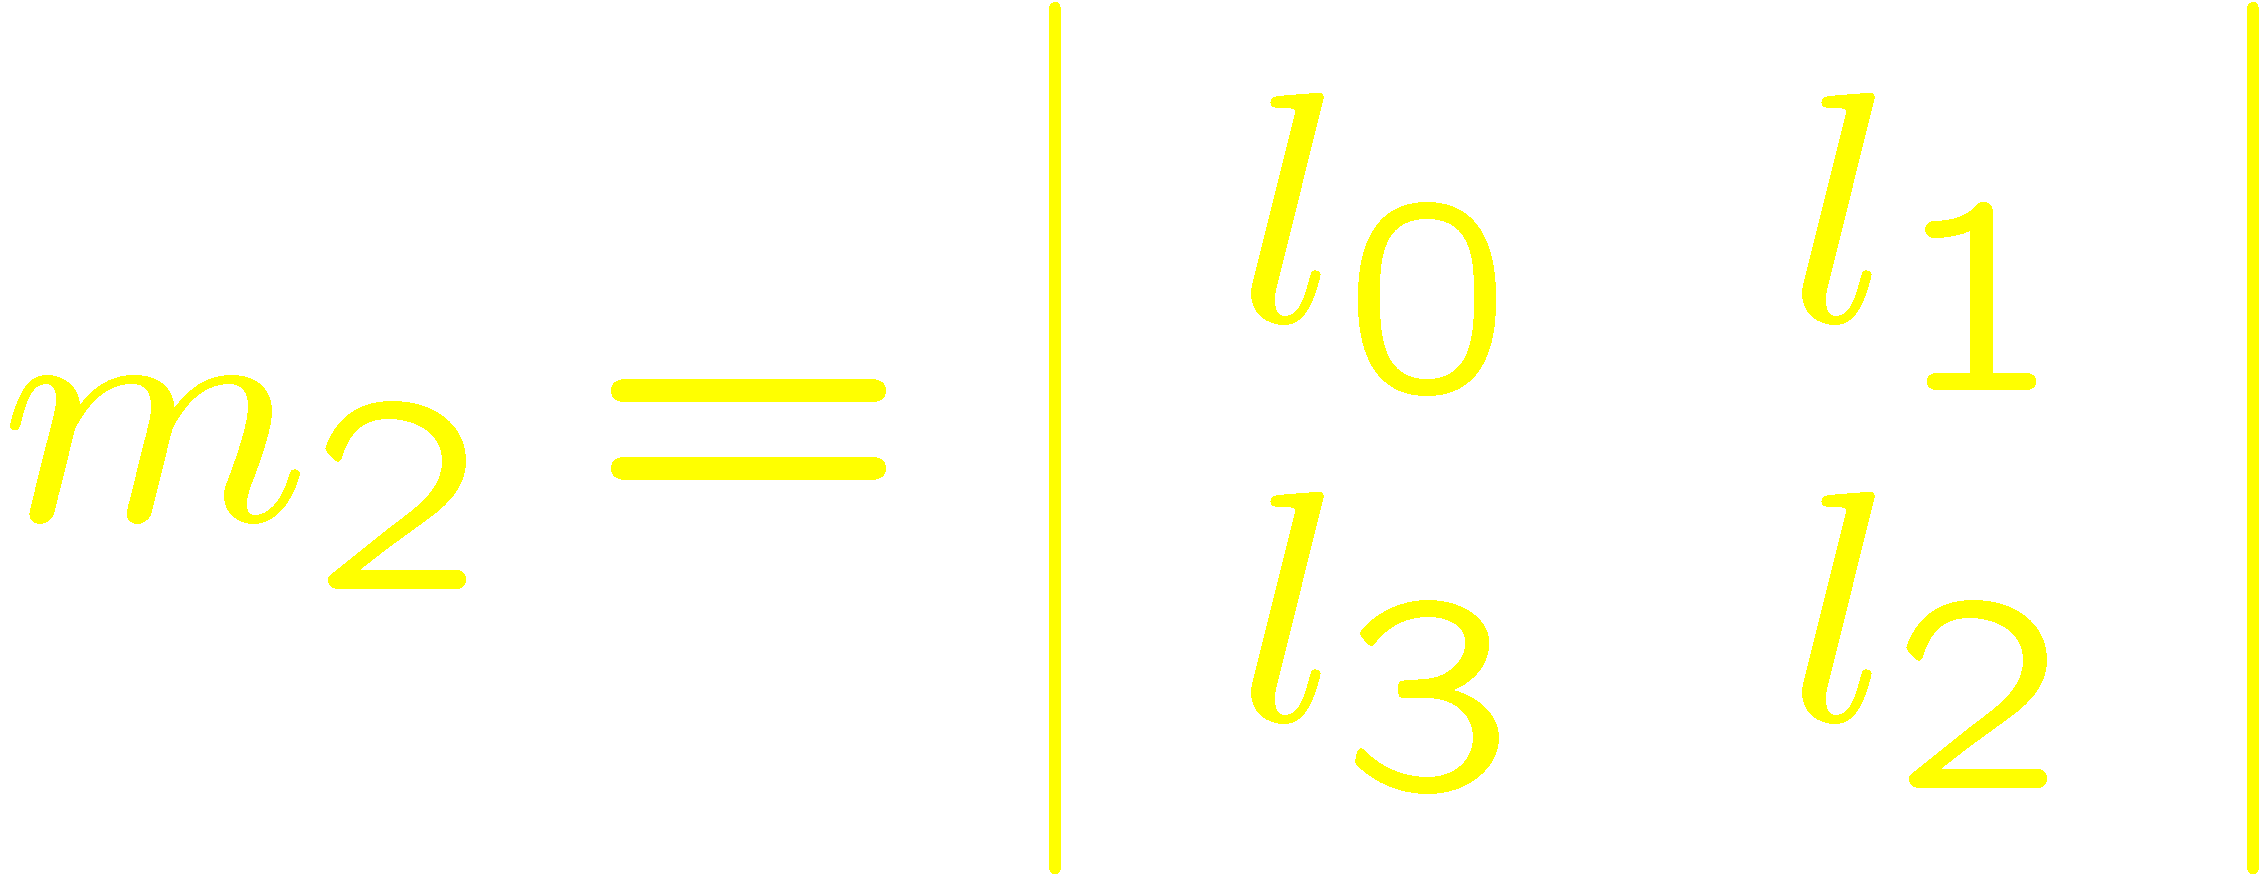 m₂ = | l₀ l₁ |
| l₃ l₂ |